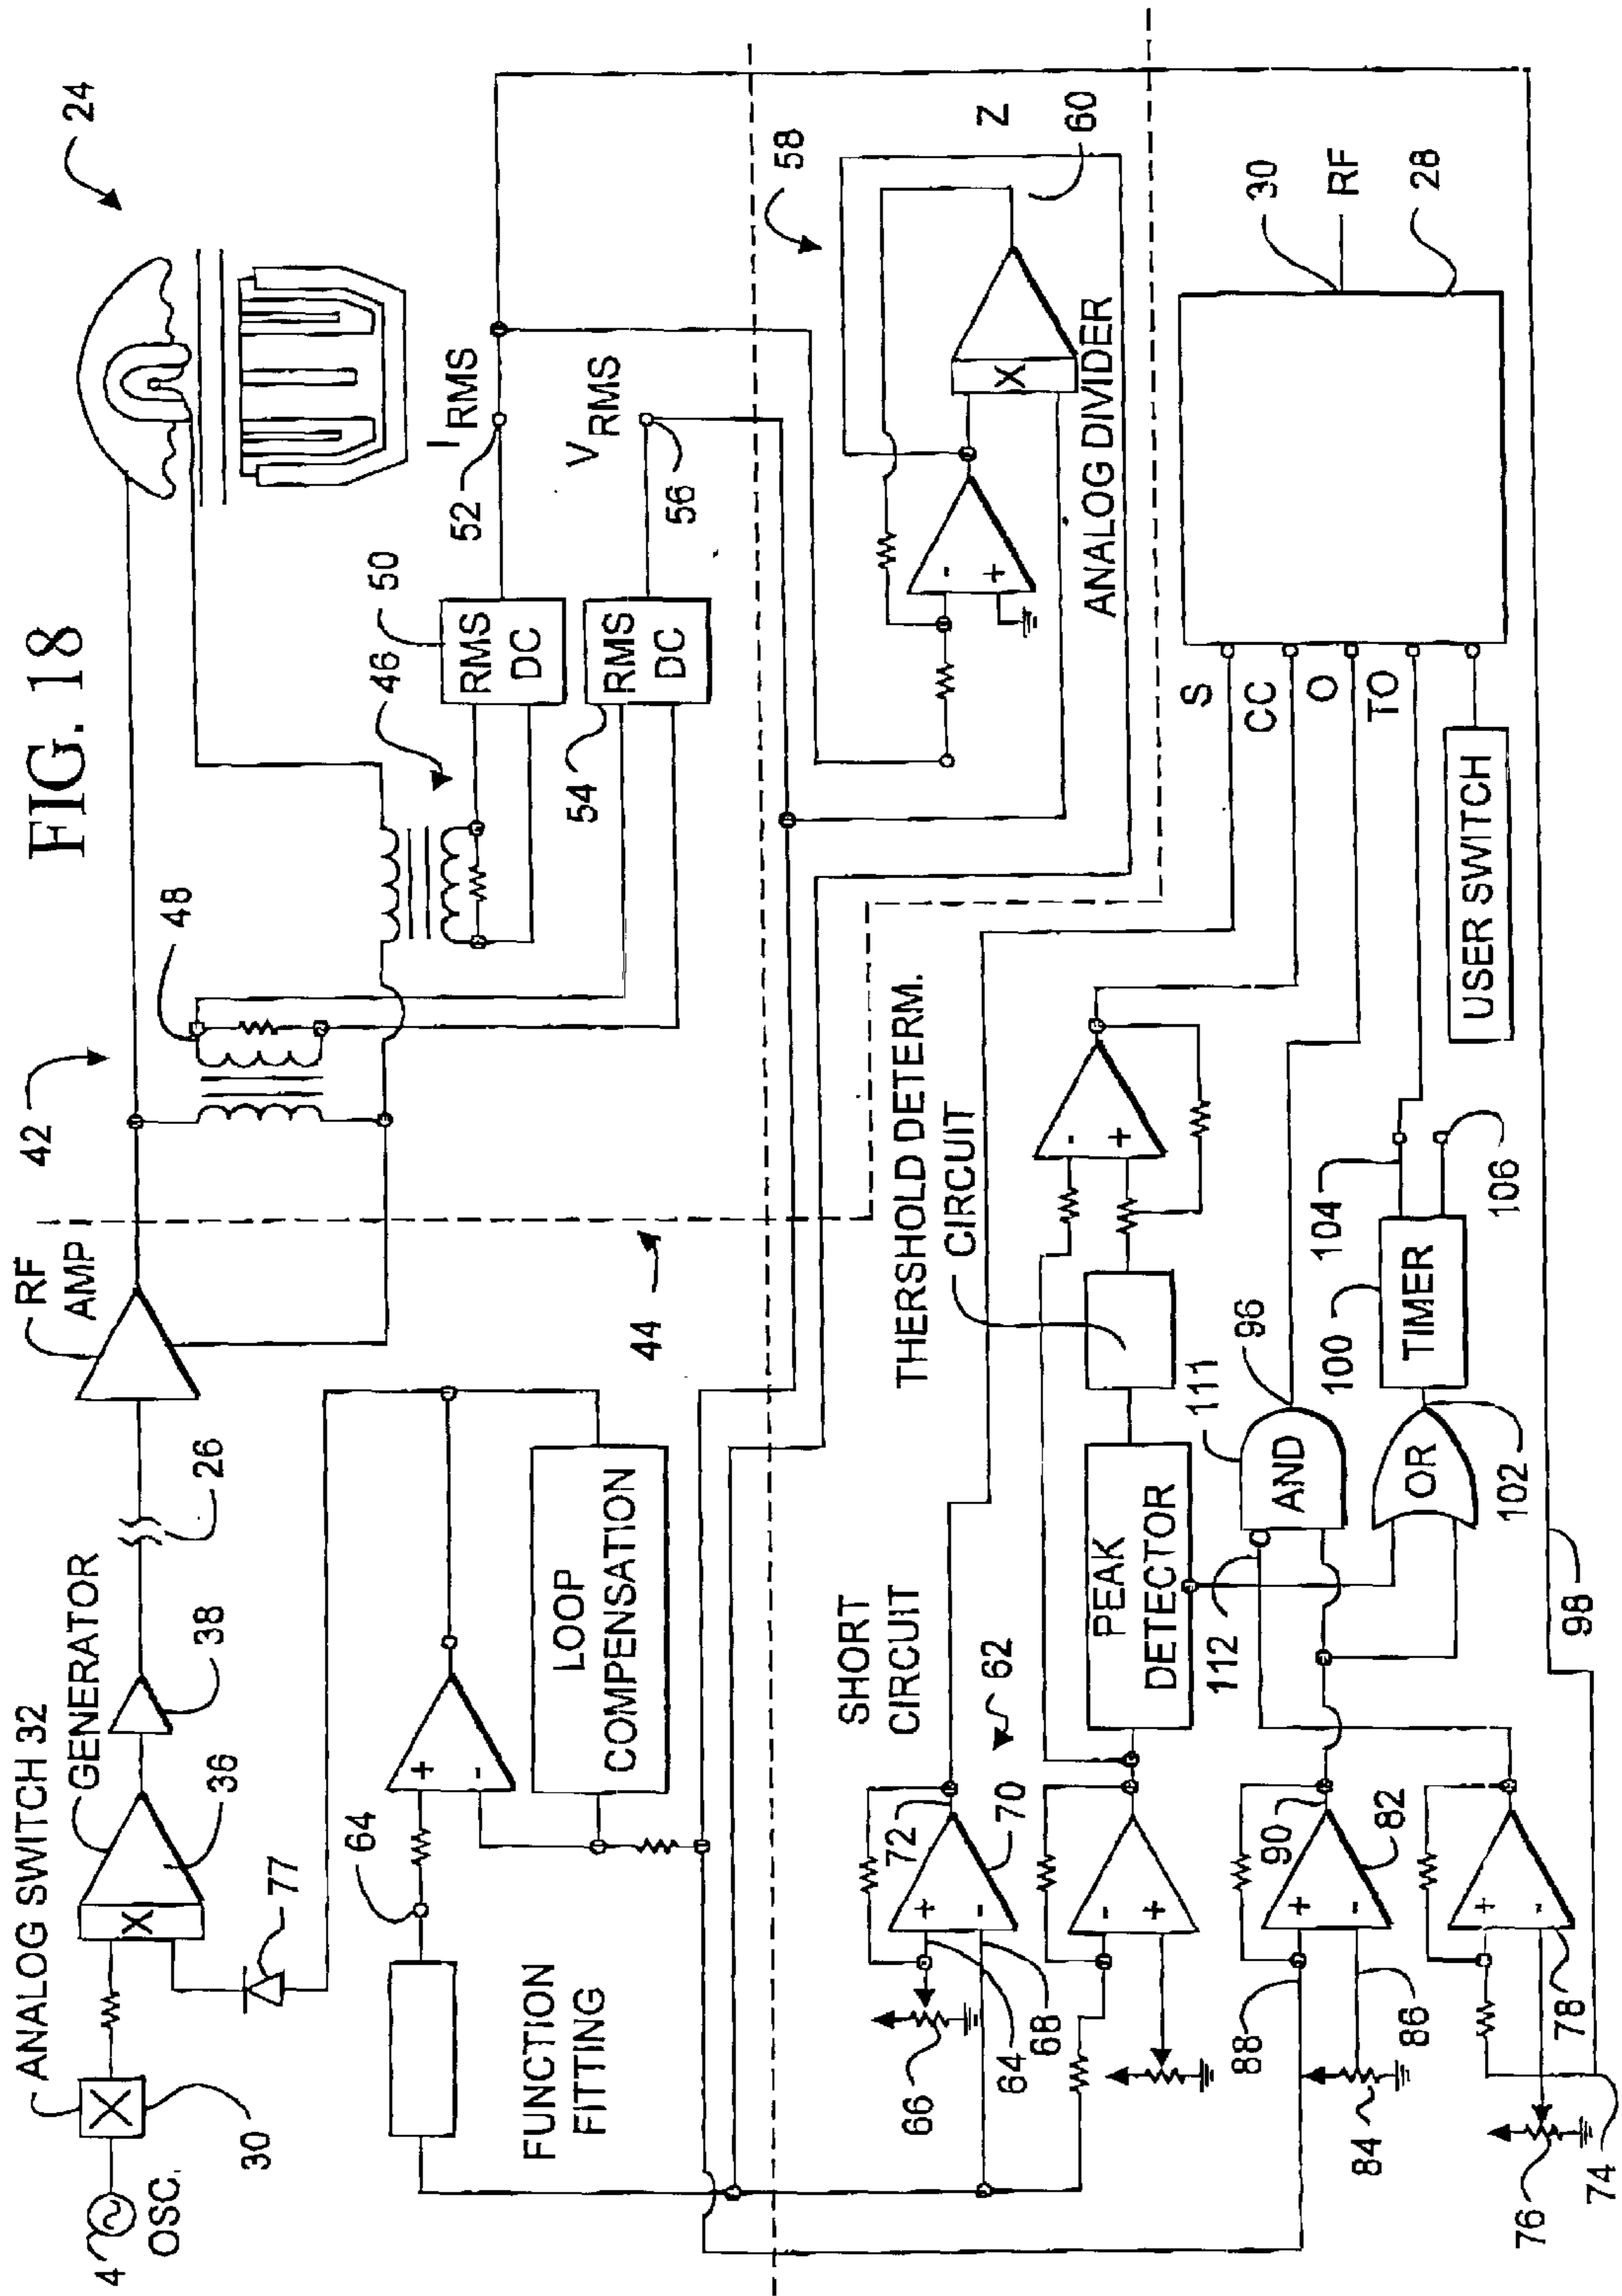 FIG. 18
ANALOG SWITCH 32
GENERATOR
36
38
26
RF
AMP
42
48
24
4
OSC.
30
77
64
FUNCTION
FITTING
LOOP
COMPENSATION
44
46
50
RMS
DC
52
I RMS
54
RMS
DC
56
V RMS
58
X
X
+
-
-
+
ANALOG DIVIDER
Z
60
SHORT
CIRCUIT
62
66
64
68
+
-
72
70
-
+
PEAK
DETECTOR
THERSHOLD DETERM.
CIRCUIT
-
+
S
CC
O
TO
30
RF
28
USER SWITCH
88
86
84
+
-
90
82
112
111
AND
96
OR
102
100
TIMER
104
106
98
76
74
+
-
78